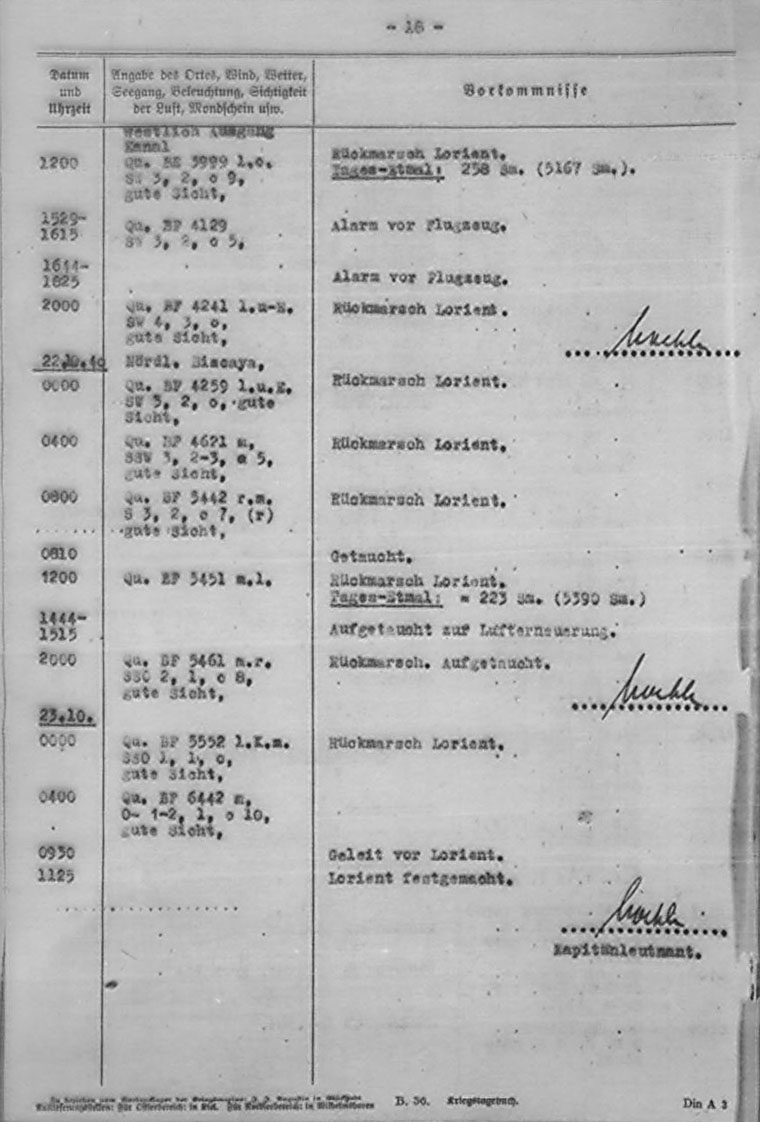 - 16 -
Datum und Uhrzeit
Angabe des Ortes, Wind, Wetter, Seegang, Beleuchtung, Sichtigkeit der Luft, Mondschein usw.
Vorkommnisse
Westlich Ausgang
Kanal
1200 Qu. BE 3999 l.o. Rückmarsch Lorient.
SW 3, 2, o 9, Tages-Etmal: 258 Sm. (5167 Sm.).
gute Sicht,
1529-
1615 Qu. BF 4129 Alarm vor Flugzeug.
SW 3, 2, o 5,
1644-
1825 Alarm vor Flugzeug.
2000 Qu. BF 4241 l.u-E. Rückmarsch Lorient.
SW 4, 3, o,
gute Sicht,
22.10.40 Nördl. Biscaya,
0000 Qu. BF 4259 l.u.E. Rückmarsch Lorient.
SW 3, 2, o, gute
Sicht,
0400 Qu. BF 4621 m, Rückmarsch Lorient.
SSW 3, 2-3, o 5,
gute Sicht,
0800 Qu. BF 5442 r.m. Rückmarsch Lorient.
S 3, 2, o 7, (r)
gute Sicht,
0810 Getaucht.
1200 Qu. BF 5451 m.l. Rückmarsch Lorient.
Tages-Etmal: = 223 Sm. (5390 Sm.)
1444-
1515 Aufgetaucht zur Lufterneuerung.
2000 Qu. BF 5461 m.r. Rückmarsch. Aufgetaucht.
SSO 2, 1, o 8,
gute Sicht,
23.10.
0000 Qu. BF 5552 l.K.m. Rückmarsch Lorient.
SSO 1, 1, o,
gute Sicht,
0400 Qu. BF 6442 m,
O- 1-2, 1, o 10,
gute Sicht,
0930 Geleit vor Lorient.
1125 Lorient festgemacht.
Kapitänleutnant.
B. 36. Kriegstagebuch.
Din A 3